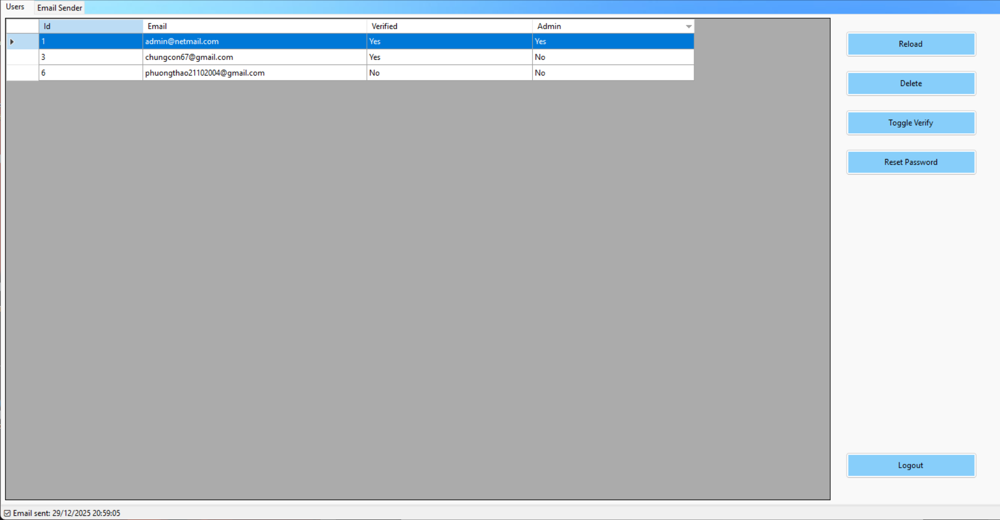 Users Email Sender
Id Email Verified Admin
1 admin@netmail.com Yes Yes
3 chungcon67@gmail.com Yes No
6 phuongthao21102004@gmail.com No No
Reload
Delete
Toggle Verify
Reset Password
Logout
Email sent: 29/12/2025 20:59:05